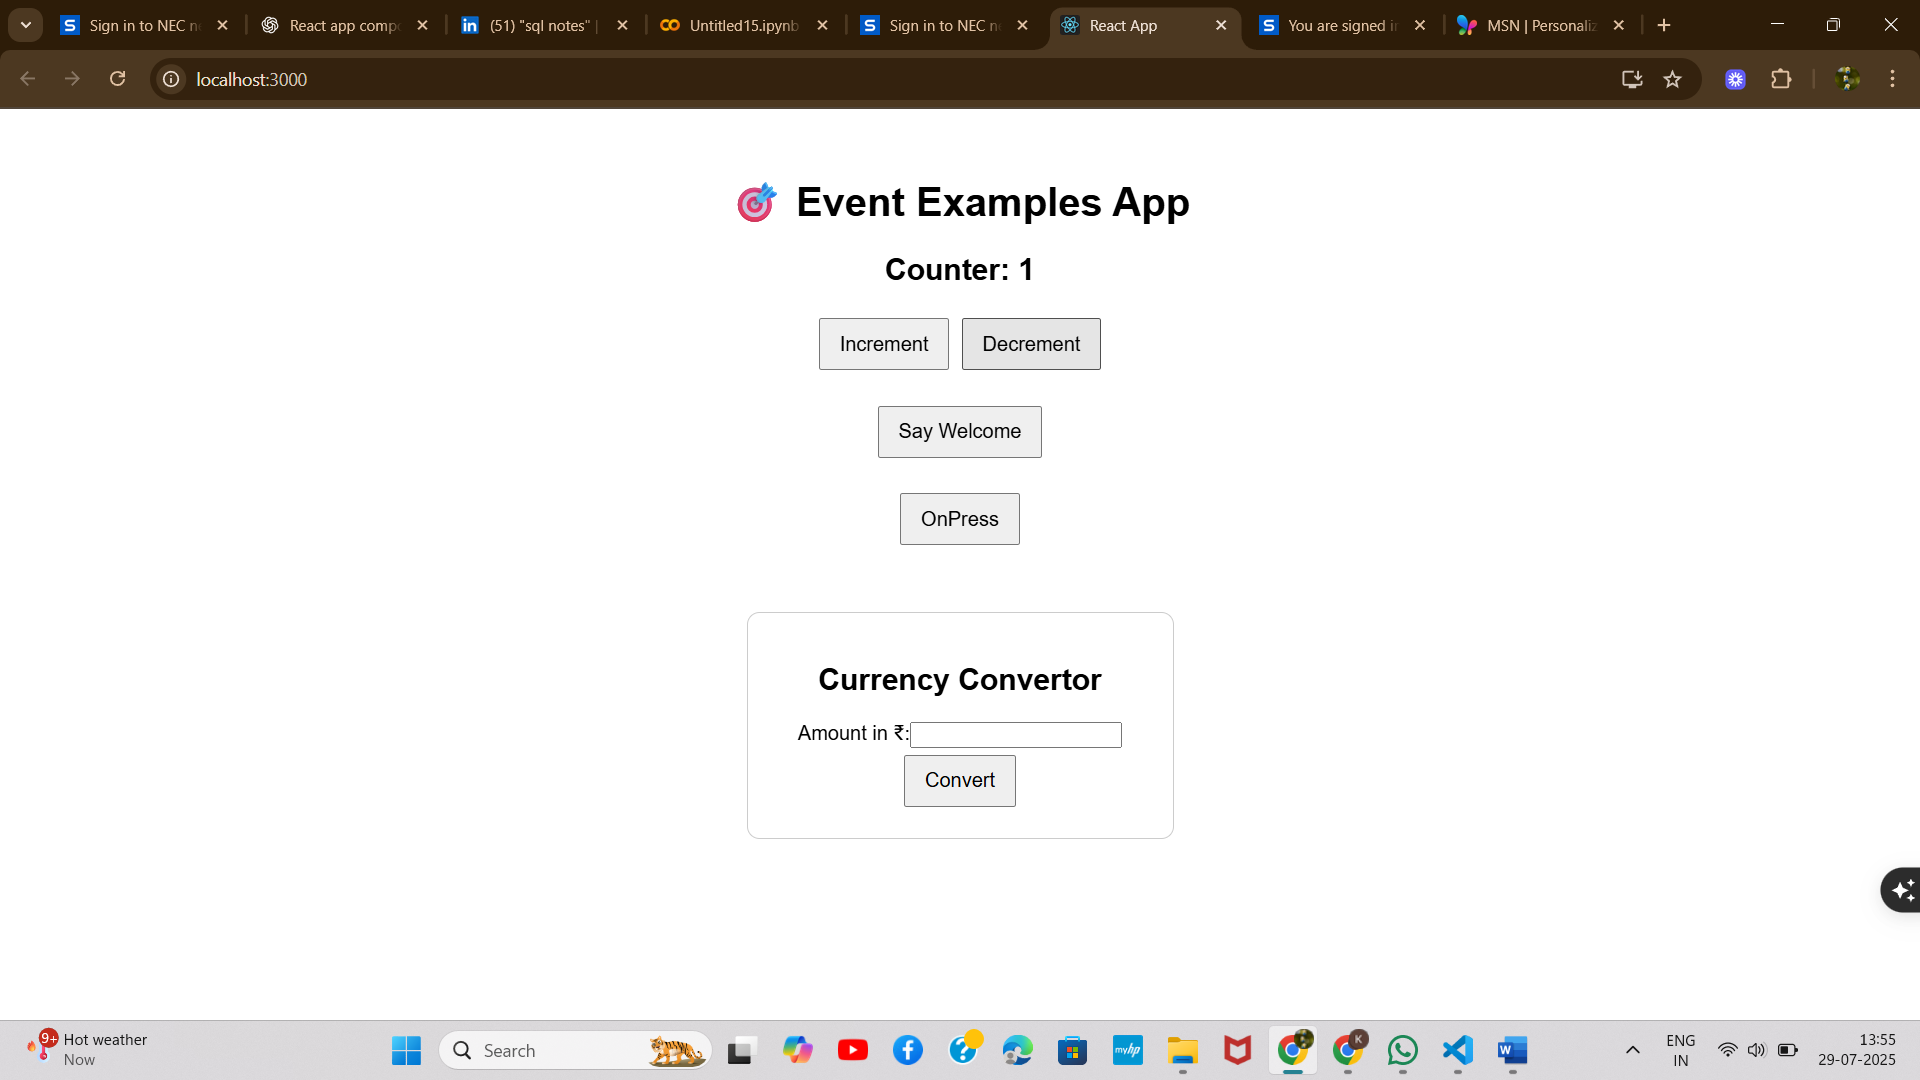 Sign in to NEC n
React app comp
(51) "sql notes" |
Untitled15.ipynb
Sign in to NEC n
React App
You are signed i
MSN | Personaliz
localhost:3000
🎯 Event Examples App
Counter: 1
Increment
Decrement
Say Welcome
OnPress
Currency Convertor
Amount in ₹:
Convert
9+
Hot weather
Now
Search
myhp
K
ENG
IN
13:55
29-07-2025